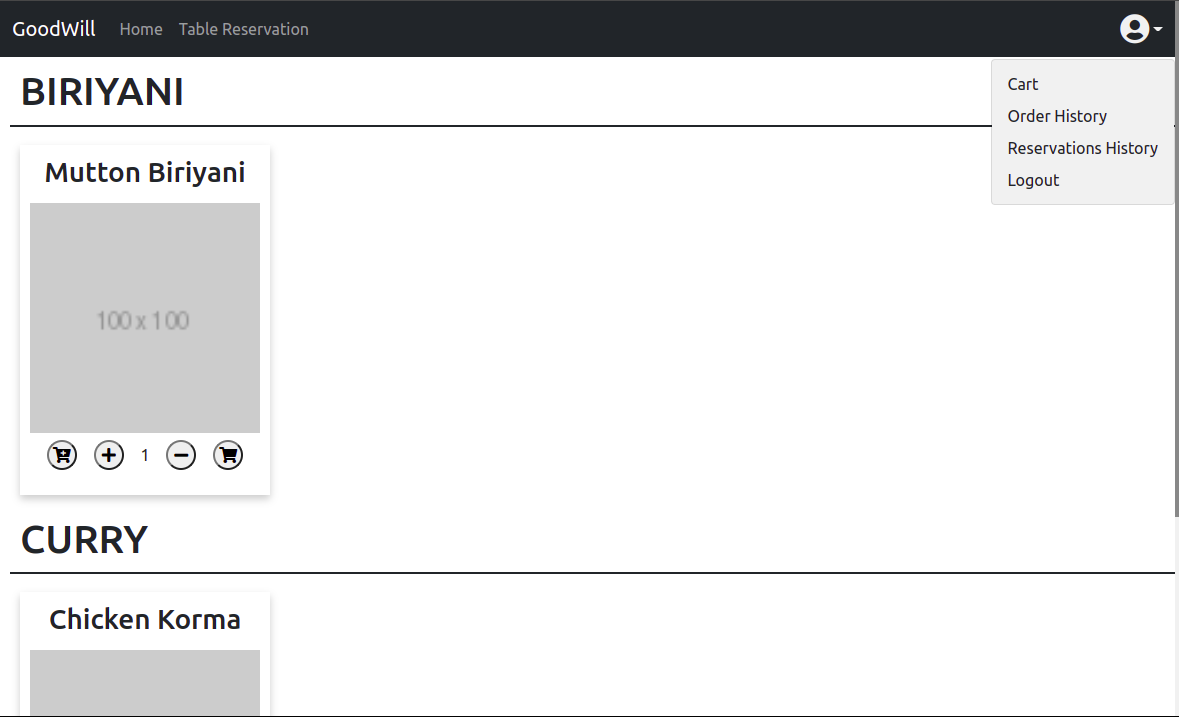 GoodWill Home Table Reservation
Cart
Order History
Reservations History
Logout
BIRIYANI
Mutton Biriyani
100 x 100
1
CURRY
Chicken Korma